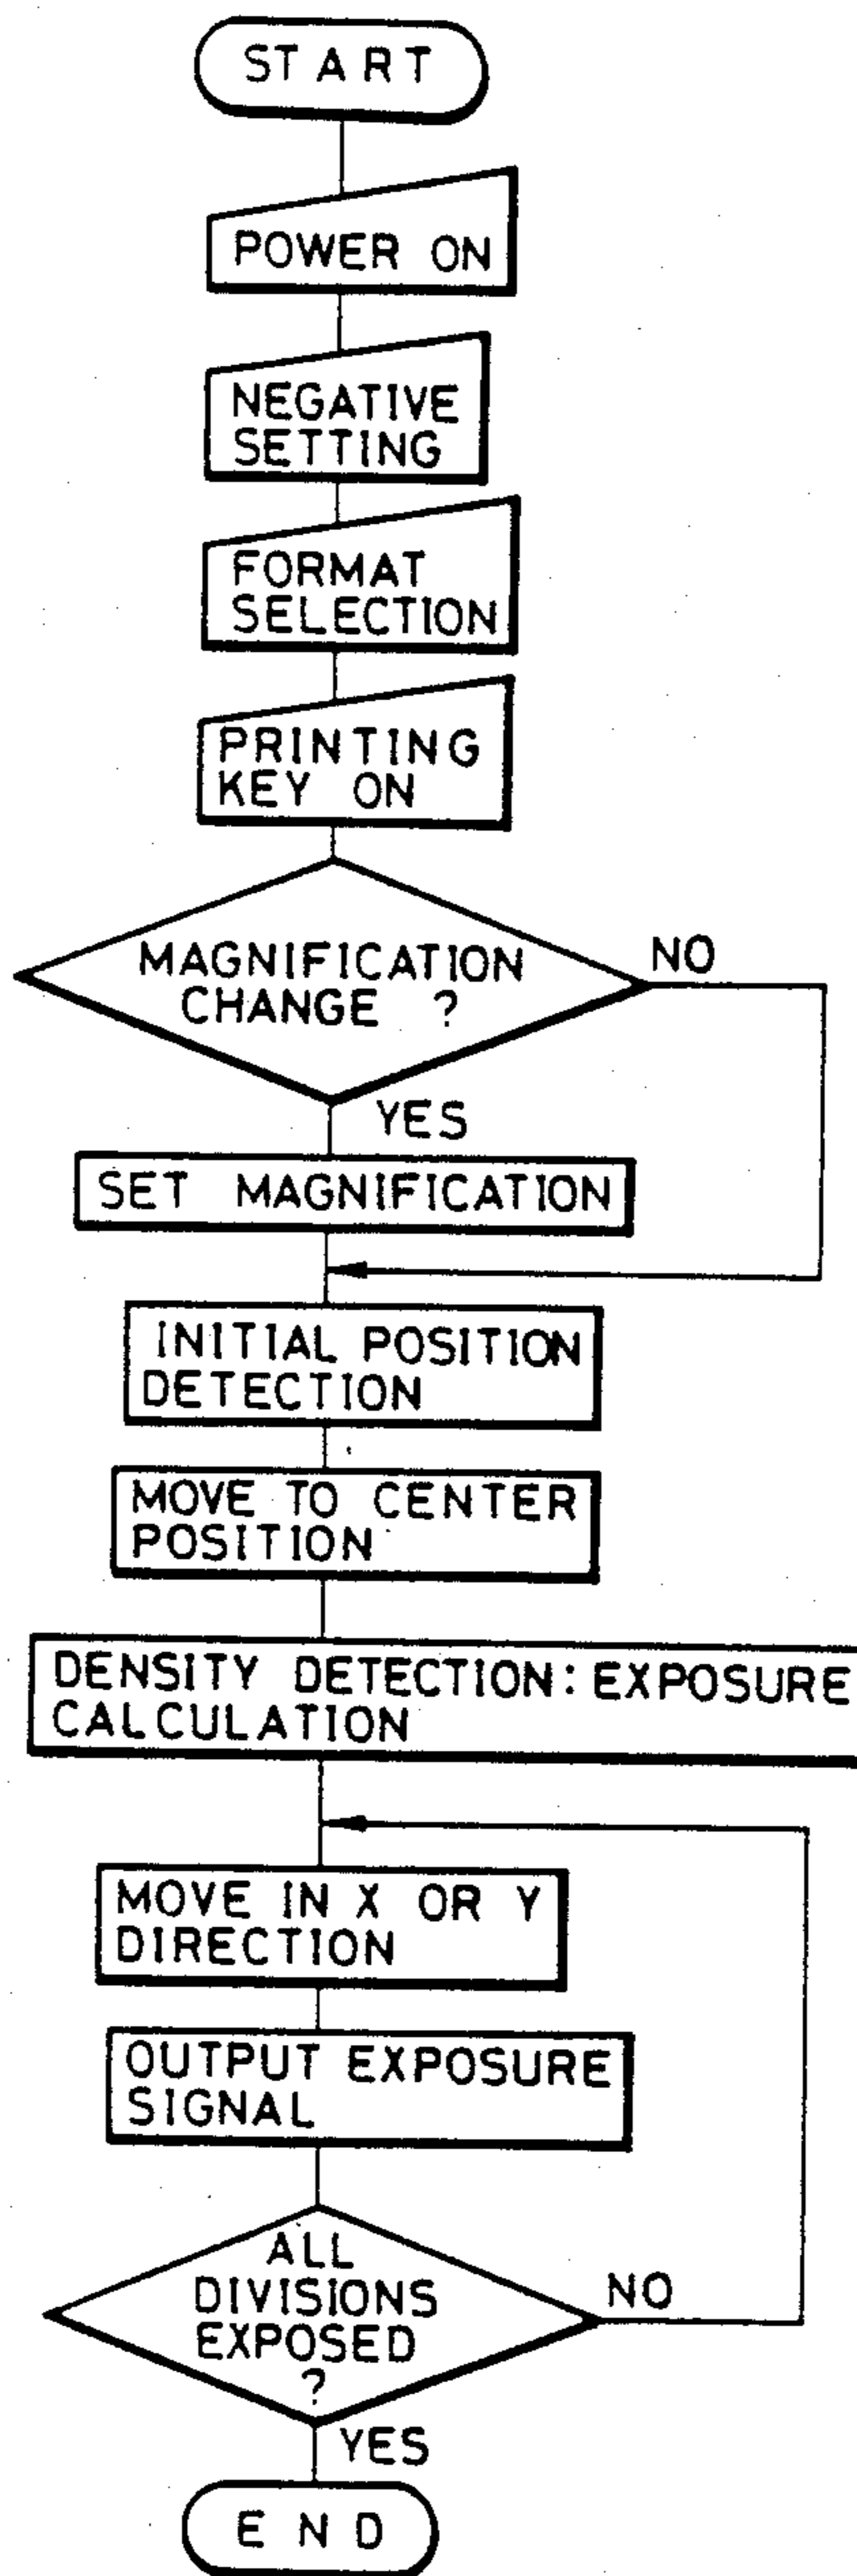 START
POWER ON
NEGATIVE
SETTING
FORMAT
SELECTION
PRINTING
KEY ON
MAGNIFICATION
CHANGE ?
NO
YES
SET MAGNIFICATION
INITIAL POSITION
DETECTION
MOVE TO CENTER
POSITION
DENSITY DETECTION: EXPOSURE
CALCULATION
MOVE IN X OR Y
DIRECTION
OUTPUT EXPOSURE
SIGNAL
ALL
DIVISIONS
EXPOSED
?
NO
YES
END